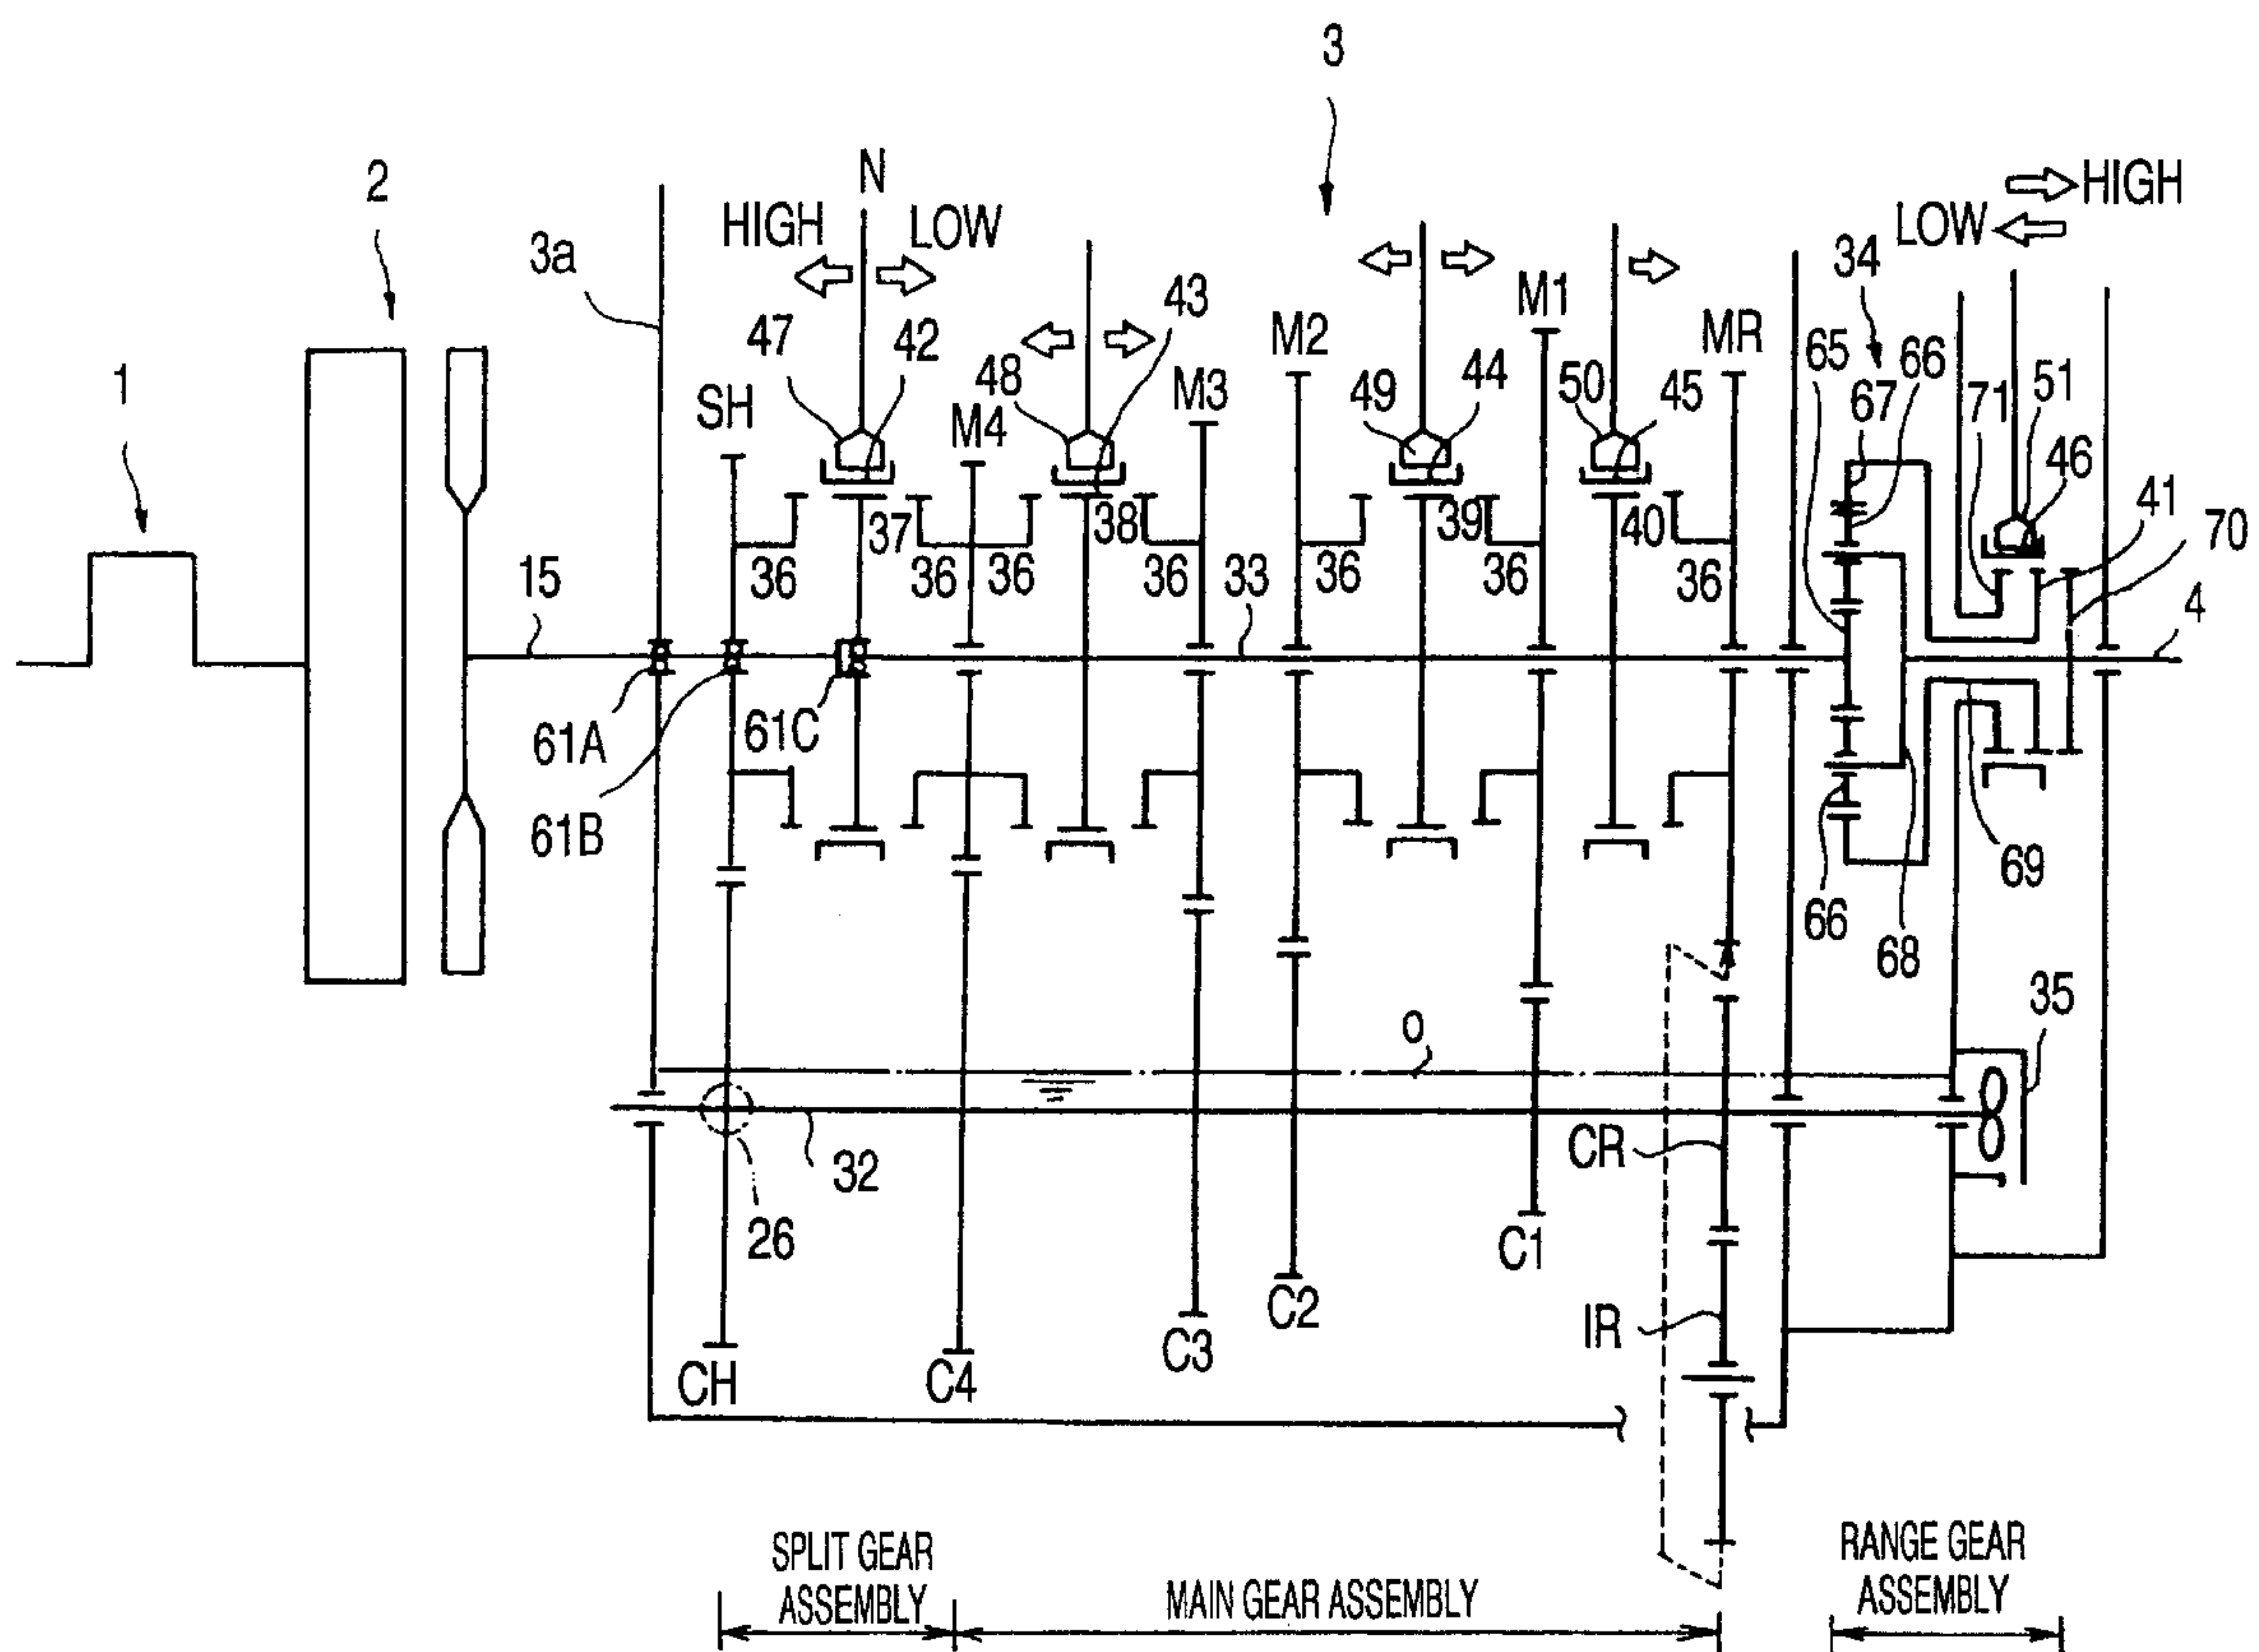 3
2
N
HIGH
LOW
3a
HIGH
LOW
34
1
47
42
43
M2
M1
MR
65
66
67
71
51
46
SH
M4
48
M3
49
44
50
45
41
70
37
38
39
40
15
36
36
36
36
33
36
36
36
4
61A
61B
61C
66
68
69
35
O
32
26
CR
C1
IR
C2
C3
C4
CH
SPLIT GEAR
ASSEMBLY
MAIN GEAR ASSEMBLY
RANGE GEAR
ASSEMBLY